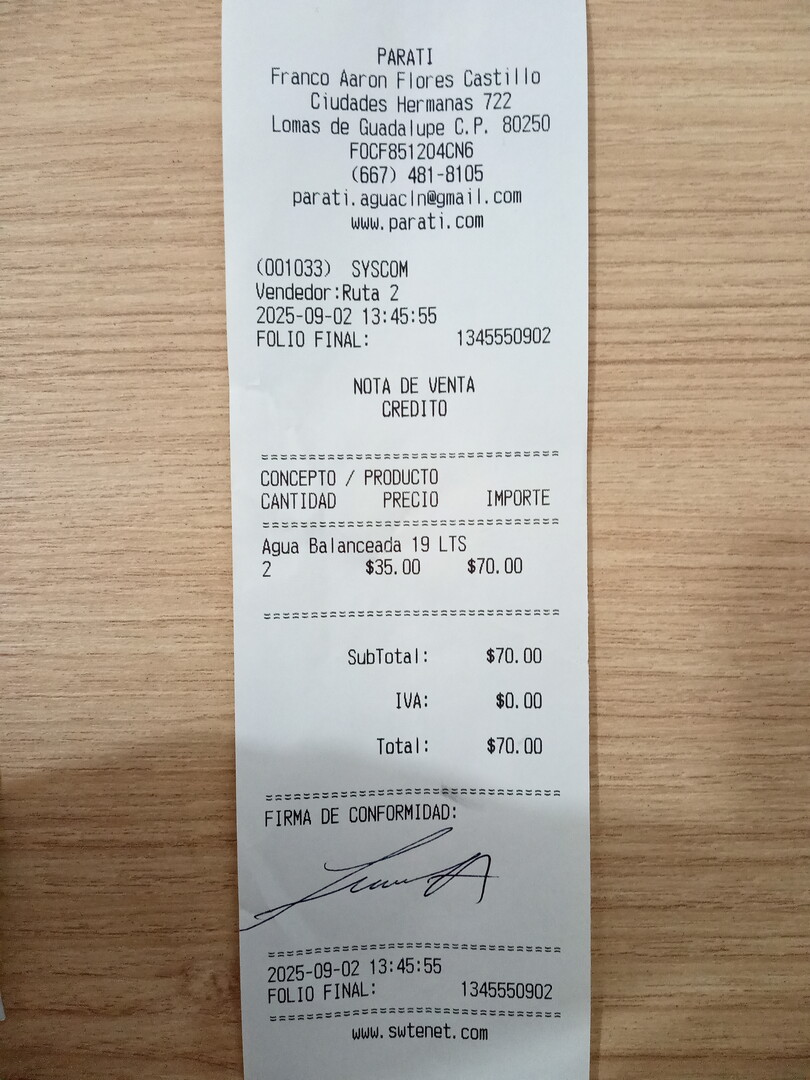 PARATI
Franco Aaron Flores Castillo
Ciudades Hermanas 722
Lomas de Guadalupe C.P. 80250
FOCF851204CN6
(667) 481-8105
parati.aguacln@gmail.com
www.parati.com
(001033) SYSCOM
Vendedor:Ruta 2
2025-09-02 13:45:55
FOLIO FINAL: 1345550902
NOTA DE VENTA
CREDITO
CONCEPTO / PRODUCTO
CANTIDAD PRECIO IMPORTE
Agua Balanceada 19 LTS
2 $35.00 $70.00
SubTotal: $70.00
IVA: $0.00
Total: $70.00
FIRMA DE CONFORMIDAD:
2025-09-02 13:45:55
FOLIO FINAL: 1345550902
www.swtenet.com